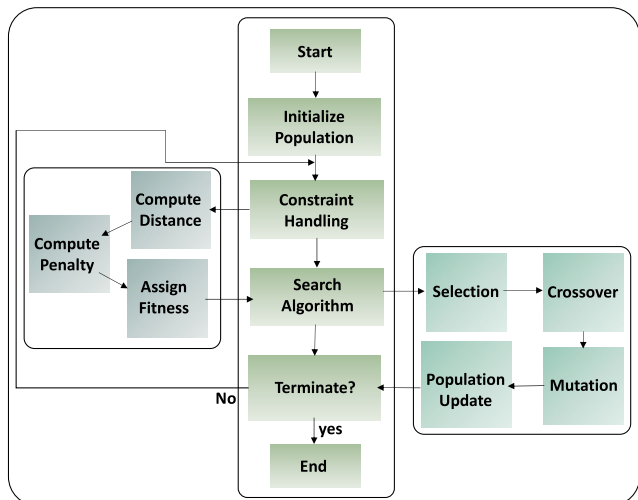 Start
Initialize
Population
Constraint
Handling
Compute
Distance
Compute
Penalty
Assign
Fitness
Search
Algorithm
Selection
Crossover
Mutation
Population
Update
Terminate?
No
yes
End